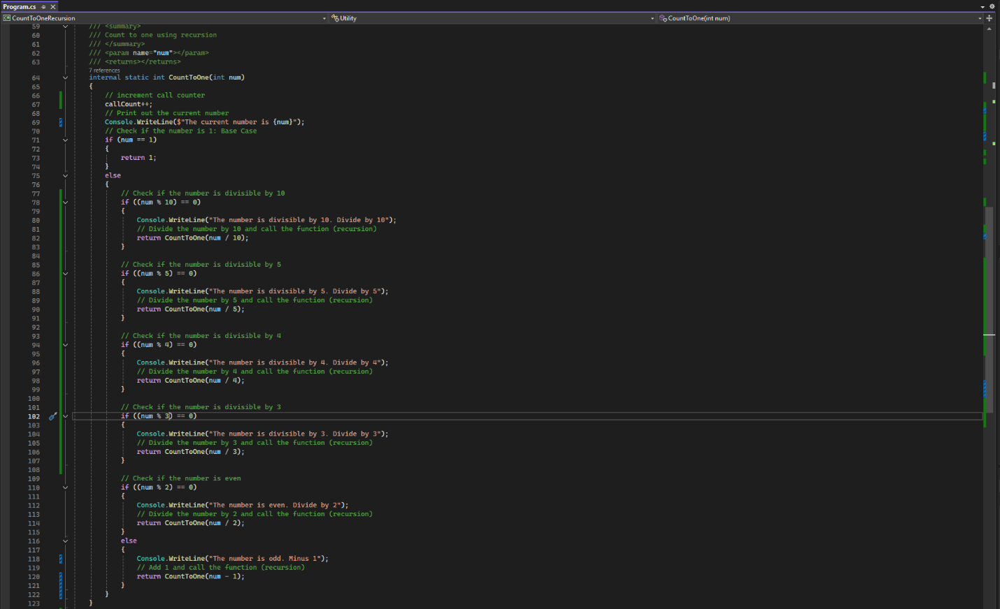 Program.cs
CountToOneRecursion
Utility
CountToOne(int num)
59 /// <summary>
60 /// Count to one using recursion
61 /// </summary>
62 /// <param name="num"></param>
63 /// <returns></returns>
7 references
64 internal static int CountToOne(int num)
65 {
66 // increment call counter
67 callCount++;
68 // Print out the current number
69 Console.WriteLine($"The current number is {num}");
70 // Check if the number is 1: Base Case
71 if (num == 1)
72 {
73 return 1;
74 }
75 else
76 {
77 // Check if the number is divisible by 10
78 if ((num % 10) == 0)
79 {
80 Console.WriteLine("The number is divisible by 10. Divide by 10");
81 // Divide the number by 10 and call the function (recursion)
82 return CountToOne(num / 10);
83 }
84
85 // Check if the number is divisible by 5
86 if ((num % 5) == 0)
87 {
88 Console.WriteLine("The number is divisible by 5. Divide by 5");
89 // Divide the number by 5 and call the function (recursion)
90 return CountToOne(num / 5);
91 }
92
93 // Check if the number is divisible by 4
94 if ((num % 4) == 0)
95 {
96 Console.WriteLine("The number is divisible by 4. Divide by 4");
97 // Divide the number by 4 and call the function (recursion)
98 return CountToOne(num / 4);
99 }
100
101 // Check if the number is divisible by 3
102 if ((num % 3) == 0)
103 {
104 Console.WriteLine("The number is divisible by 3. Divide by 3");
105 // Divide the number by 3 and call the function (recursion)
106 return CountToOne(num / 3);
107 }
108
109 // Check if the number is even
110 if ((num % 2) == 0)
111 {
112 Console.WriteLine("The number is even. Divide by 2");
113 // Divide the number by 2 and call the function (recursion)
114 return CountToOne(num / 2);
115 }
116 else
117 {
118 Console.WriteLine("The number is odd. Minus 1");
119 // Add 1 and call the function (recursion)
120 return CountToOne(num - 1);
121 }
122 }
123 }